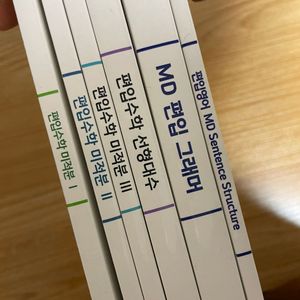 편입수학 미적분 I
편입수학 미적분 II
편입수학 미적분 III
편입수학 선형대수
MD 편입 그래머
편입영어 MD Sentence Structure